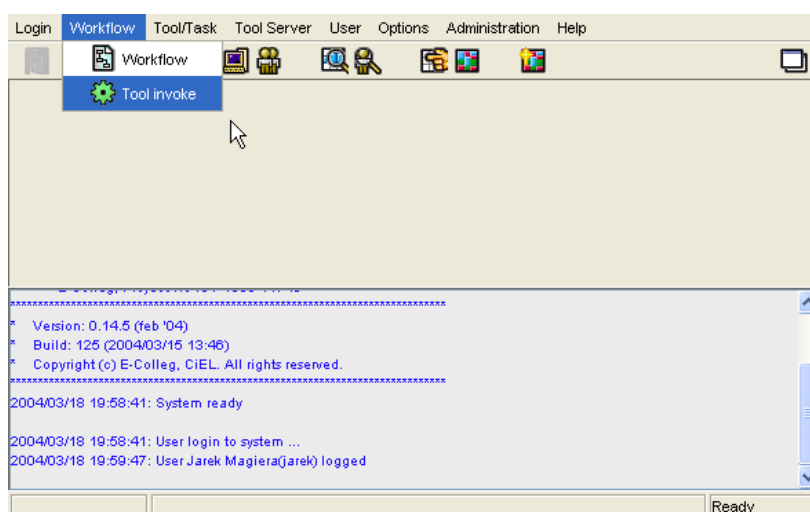 Login Workflow Tool/Task Tool Server User Options Administration Help
Workflow
Tool invoke
*******************************************************************************
* Version: 0.14.5 (feb '04)
* Build: 125 (2004/03/15 13:46)
* Copyright (c) E-Colleg, CiEL. All rights reserved.
*******************************************************************************
2004/03/18 19:58:41: System ready
2004/03/18 19:58:41: User login to system ...
2004/03/18 19:59:47: User Jarek Magiera(jarek) logged
Ready